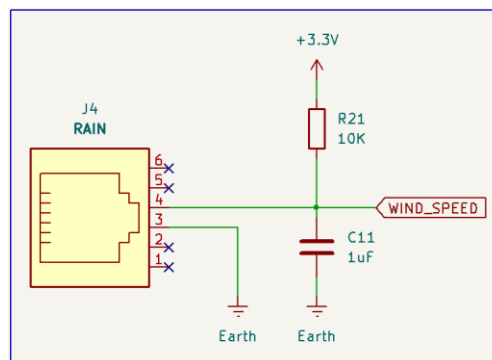 +3.3V
J4
RAIN
R21
10K
6
5
4
3
2
1
WIND_SPEED
C11
1uF
Earth
Earth